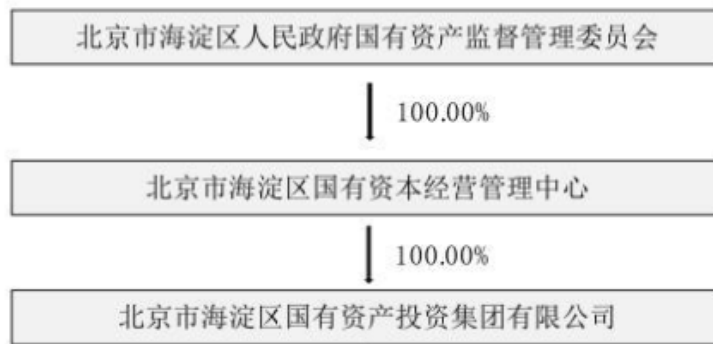 北京市海淀区人民政府国有资产监督管理委员会
100.00%
北京市海淀区国有资本经营管理中心
100.00%
北京市海淀区国有资产投资集团有限公司